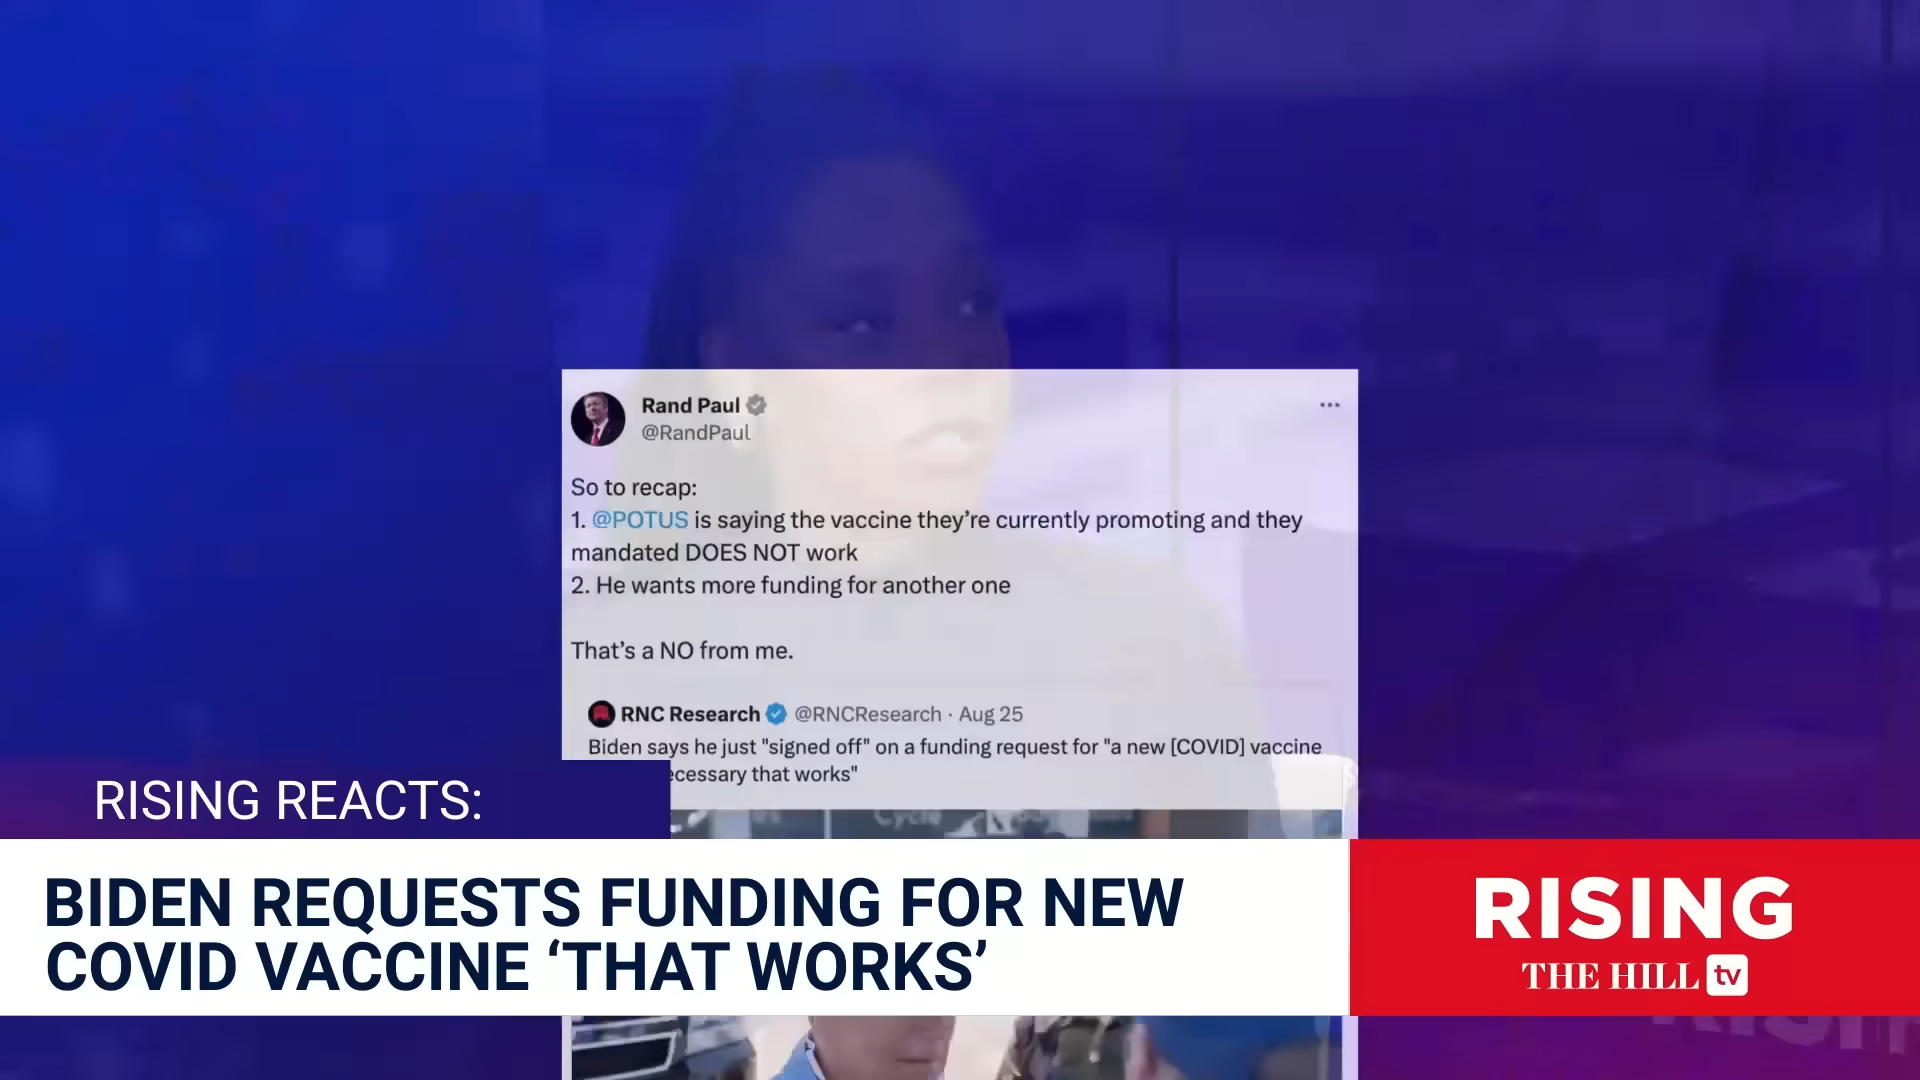 Rand Paul
@RandPaul
So to recap:
1. @POTUS is saying the vaccine they're currently promoting and they
mandated DOES NOT work
2. He wants more funding for another one
That's a NO from me.
RNC Research @RNCResearch · Aug 25
Biden says he just "signed off" on a funding request for "a new [COVID] vaccine
that works"
Cycle
RISING REACTS:
BIDEN REQUESTS FUNDING FOR NEW
COVID VACCINE ‘THAT WORKS’
RISING
THE HILL tv